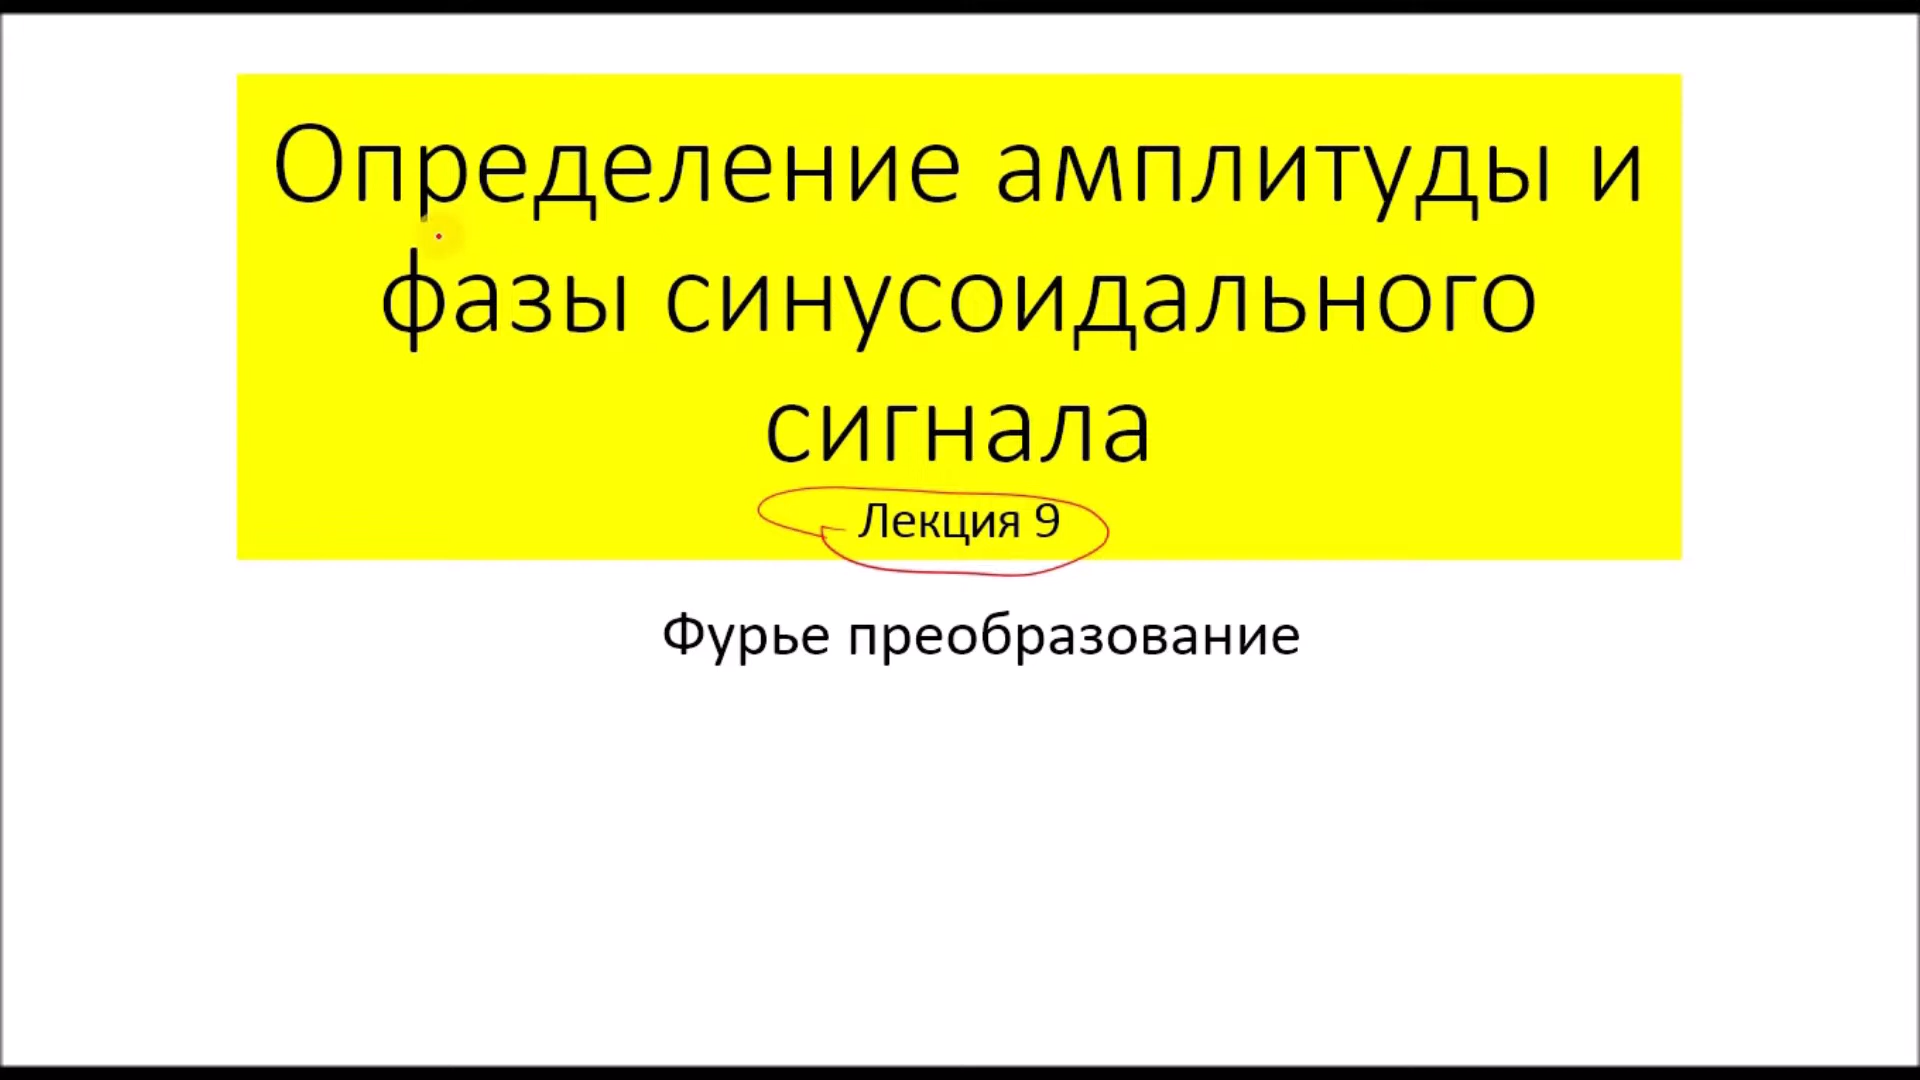 Определение амплитуды и
фазы синусоидального
сигнала
Лекция 9
Фурье преобразование